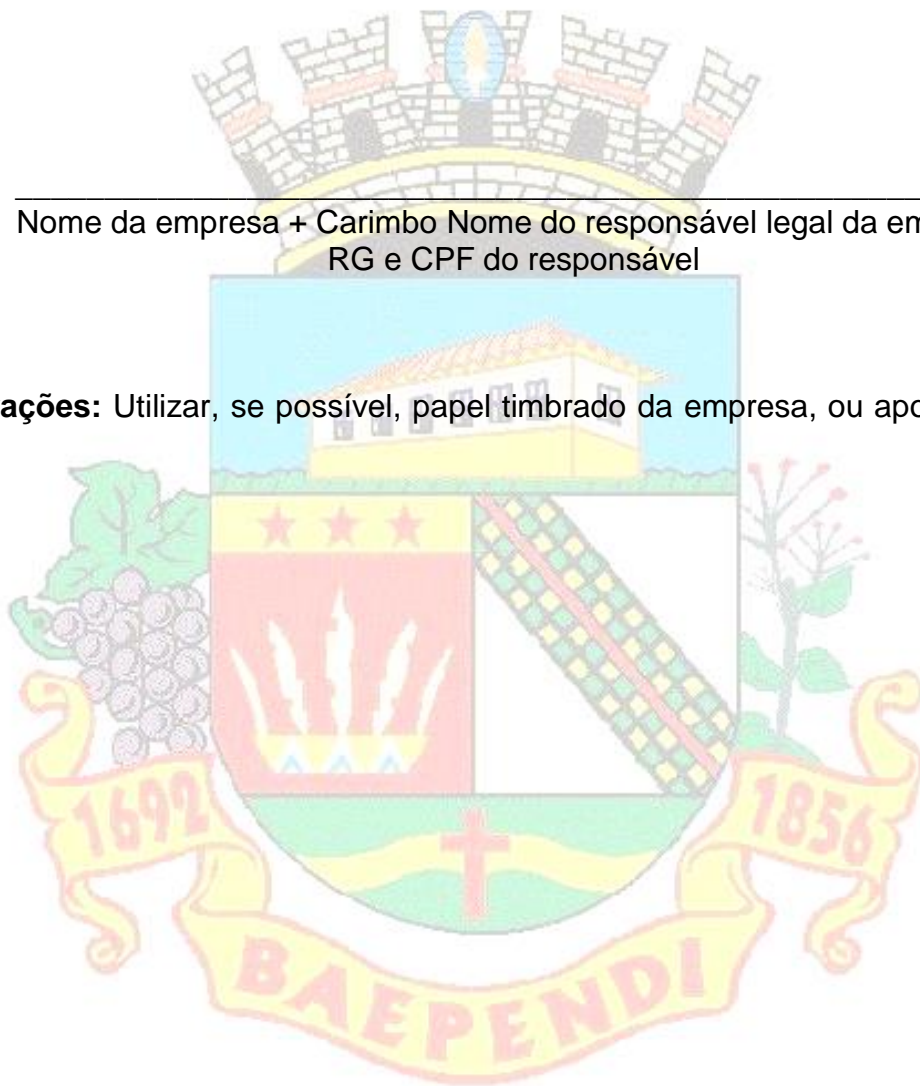 Nome da empresa + Carimbo Nome do responsável legal da em
RG e CPF do responsável
ações: Utilizar, se possível, papel timbrado da empresa, ou apo
1692
1856
BAEPENDI